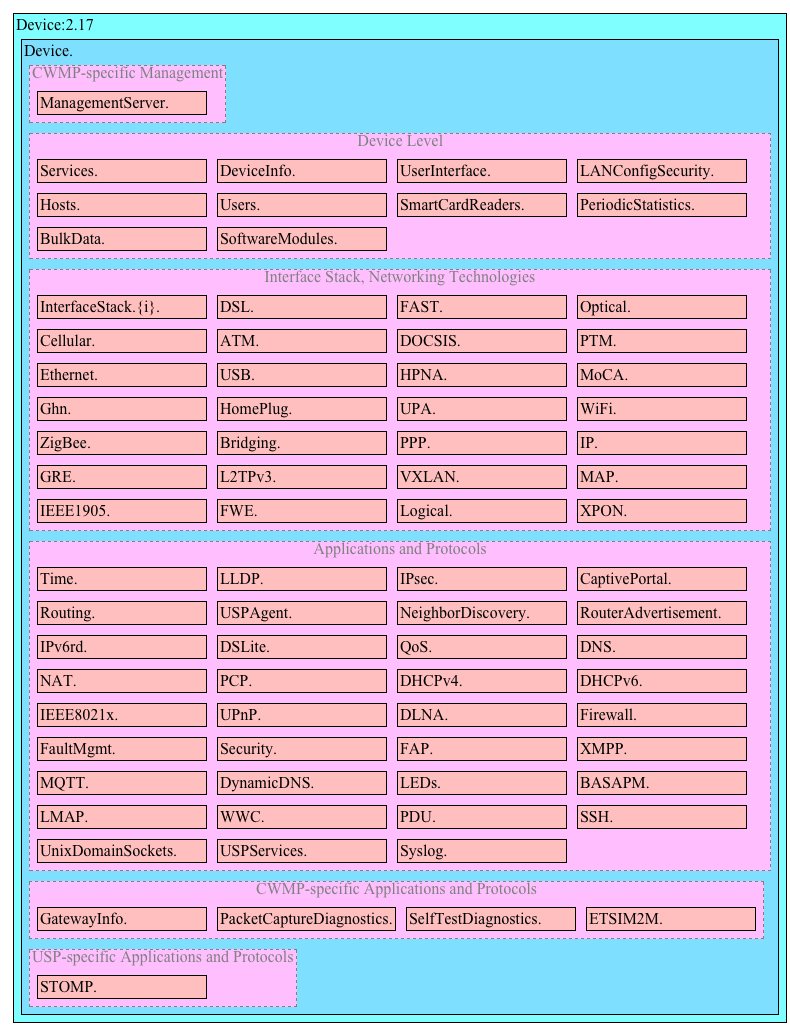 Device:2.17
Device.
CWMP-specific Management
ManagementServer.
Device Level
Services. DeviceInfo. UserInterface. LANConfigSecurity.
Hosts. Users. SmartCardReaders. PeriodicStatistics.
BulkData. SoftwareModules.
Interface Stack, Networking Technologies
InterfaceStack.{i}. DSL. FAST. Optical.
Cellular. ATM. DOCSIS. PTM.
Ethernet. USB. HPNA. MoCA.
Ghn. HomePlug. UPA. WiFi.
ZigBee. Bridging. PPP. IP.
GRE. L2TPv3. VXLAN. MAP.
IEEE1905. FWE. Logical. XPON.
Applications and Protocols
Time. LLDP. IPsec. CaptivePortal.
Routing. USPAgent. NeighborDiscovery. RouterAdvertisement.
IPv6rd. DSLite. QoS. DNS.
NAT. PCP. DHCPv4. DHCPv6.
IEEE8021x. UPnP. DLNA. Firewall.
FaultMgmt. Security. FAP. XMPP.
MQTT. DynamicDNS. LEDs. BASAPM.
LMAP. WWC. PDU. SSH.
UnixDomainSockets. USPServices. Syslog.
CWMP-specific Applications and Protocols
GatewayInfo. PacketCaptureDiagnostics. SelfTestDiagnostics. ETSIM2M.
USP-specific Applications and Protocols
STOMP.